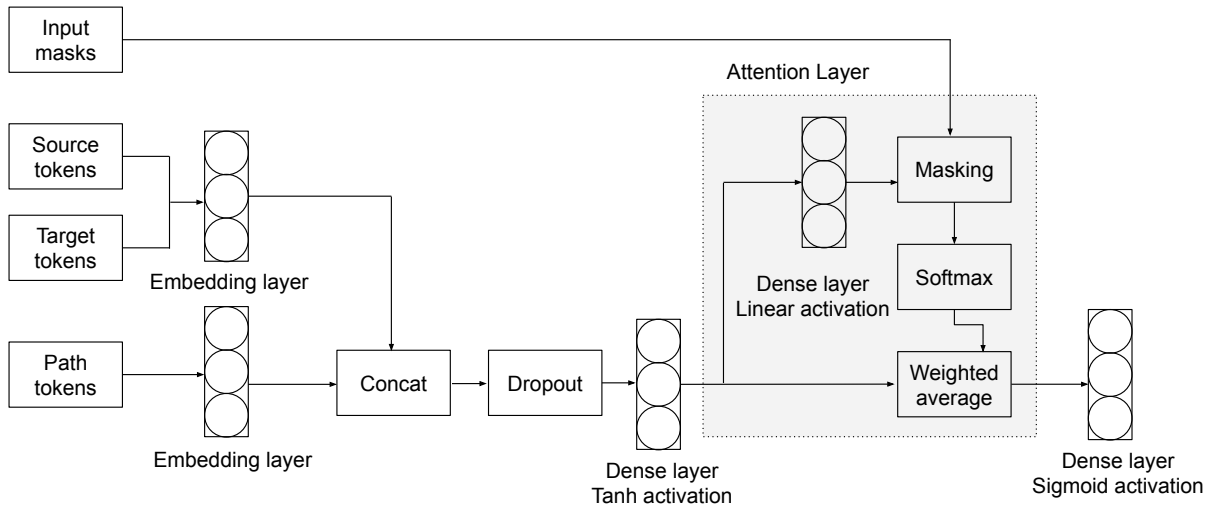 Input
masks
Attention Layer
Source
tokens
Masking
Target
tokens
Embedding layer
Dense layer
Linear activation
Softmax
Path
tokens
Concat
Dropout
Weighted
average
Embedding layer
Dense layer
Tanh activation
Dense layer
Sigmoid activation